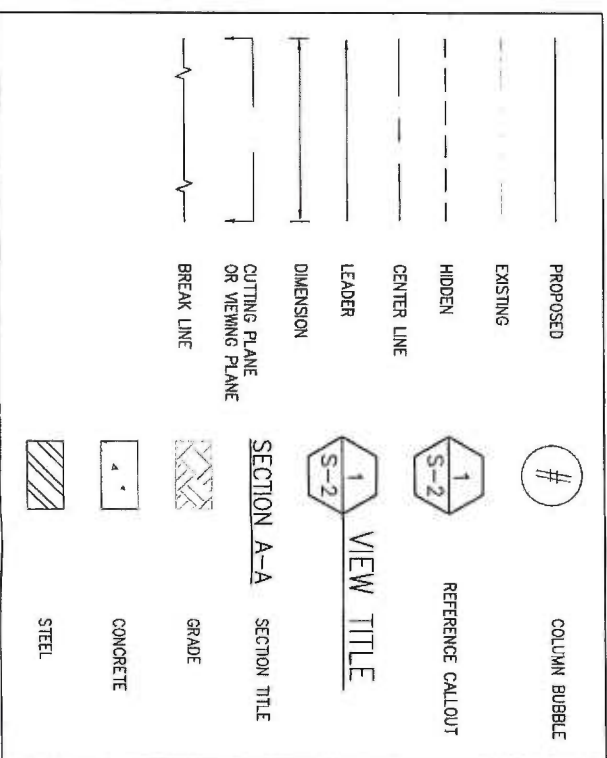 PROPOSED
EXISTING
HIDDEN
CENTER LINE
LEADER
DIMENSION
CUTTING PLANE
OR VIEWING PLANE
BREAK LINE
#
COLUMN BUBBLE
1
S-2
REFERENCE CALLOUT
1
S-2
VIEW TITLE
SECTION A-A
SECTION TITLE
GRADE
CONCRETE
STEEL